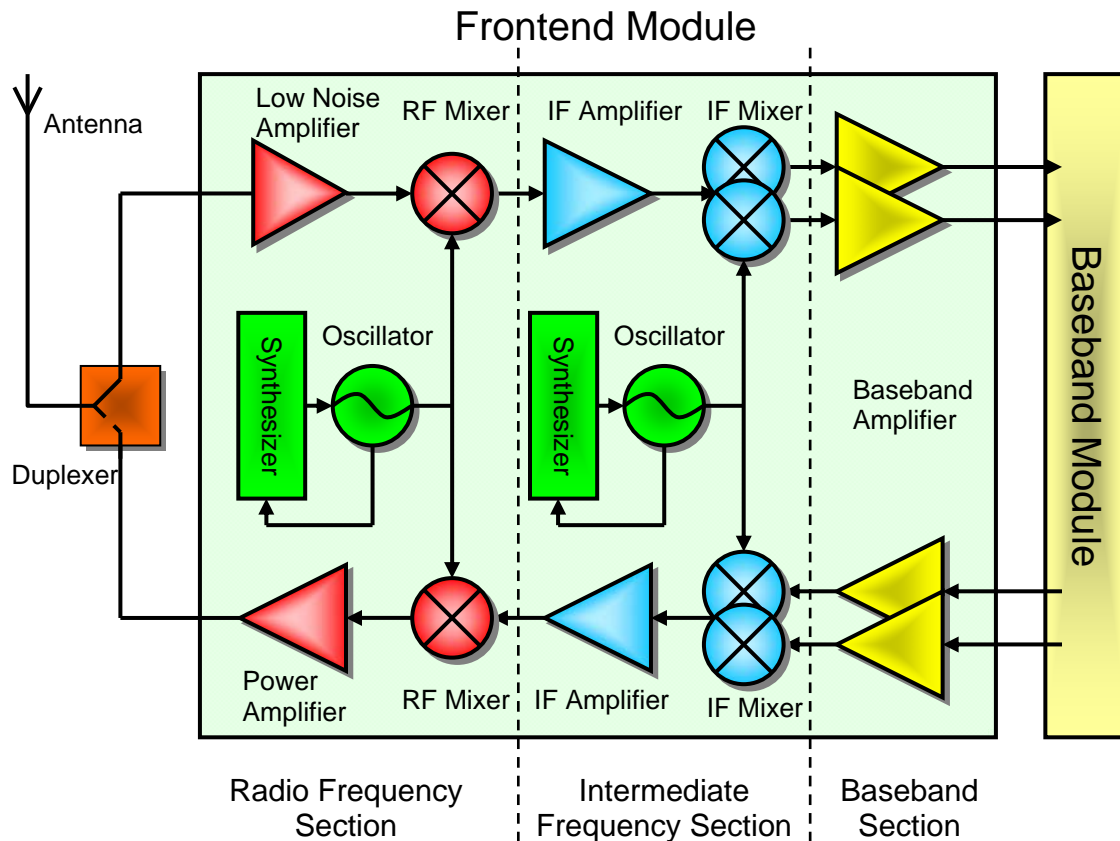 Frontend Module
Antenna
Low Noise
Amplifier
RF Mixer
IF Amplifier
IF Mixer
Synthesizer
Oscillator
Synthesizer
Oscillator
Baseband
Amplifier
Baseband Module
Duplexer
Power
Amplifier
RF Mixer
IF Amplifier
IF Mixer
Radio Frequency
Section
Intermediate
Frequency Section
Baseband
Section